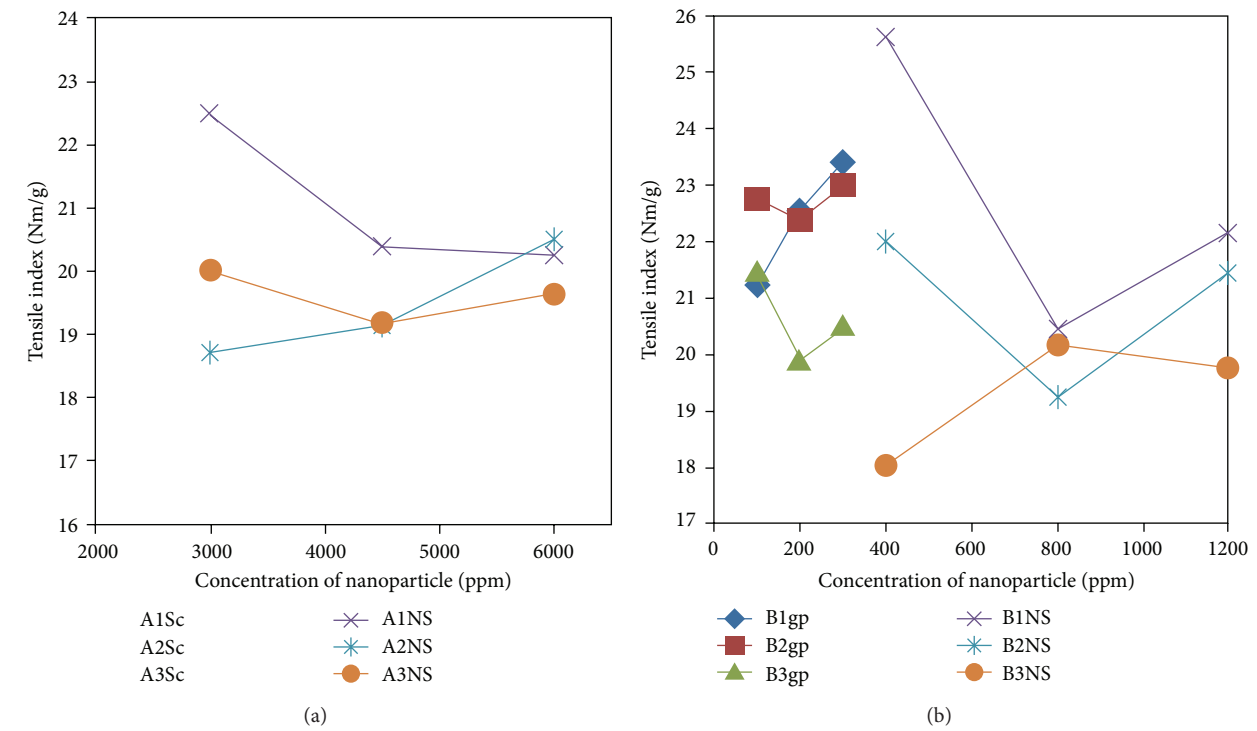 24
23
22
21
20
19
18
17
16
Tensile index (Nm/g)
2000 3000 4000 5000 6000
Concentration of nanoparticle (ppm)
A1Sc A1NS
A2Sc A2NS
A3Sc A3NS
(a)
26
25
24
23
22
21
20
19
18
17
Tensile index (Nm/g)
0 200 400 600 800 1000 1200
Concentration of nanoparticle (ppm)
B1gp B1NS
B2gp B2NS
B3gp B3NS
(b)